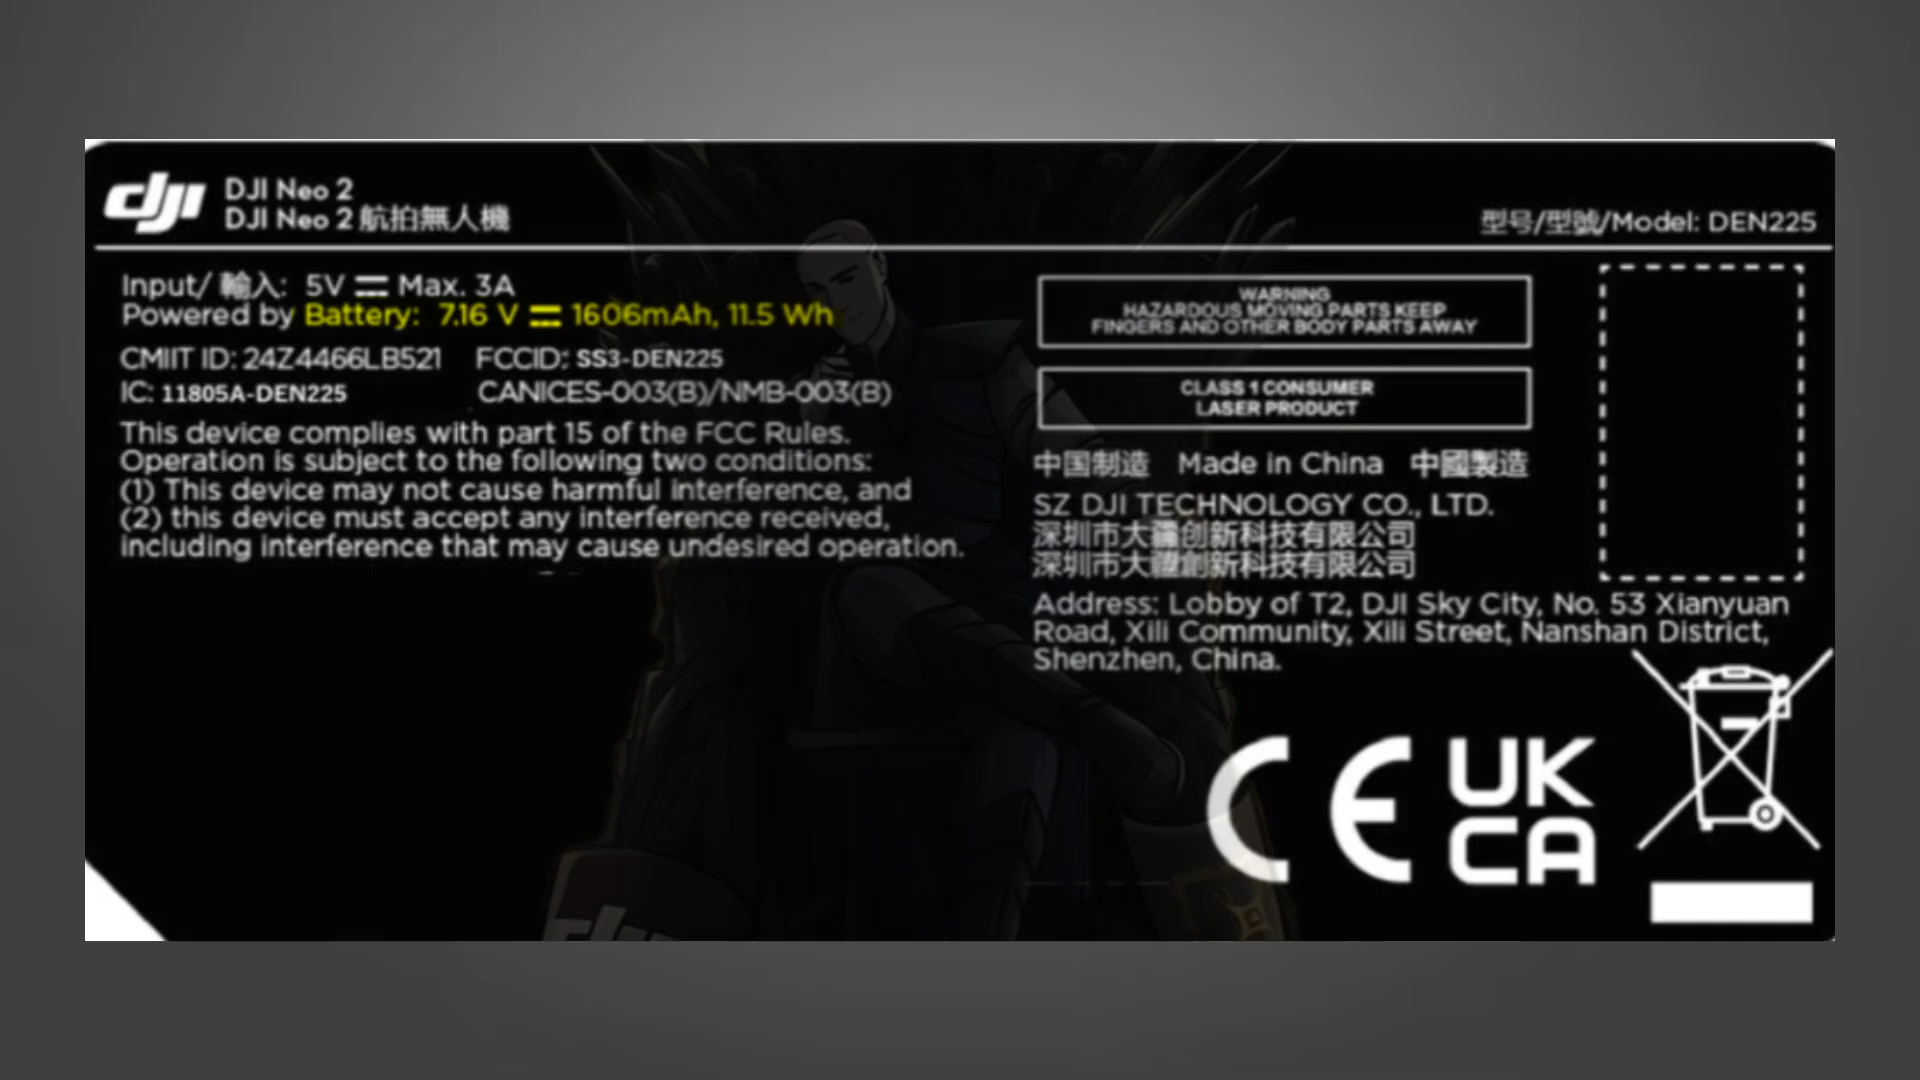 dji
DJI Neo 2
DJI Neo 2 航拍無人機
型号/型號/Model: DEN225
Input/ 輸入: 5V ⎓ Max. 3A
Powered by Battery: 7.16 V ⎓ 1606mAh, 11.5 Wh
CMIIT ID: 24Z4466LB521 FCCID: SS3-DEN225
IC: 11805A-DEN225 CANICES-003(B)/NMB-003(B)
This device complies with part 15 of the FCC Rules.
Operation is subject to the following two conditions:
(1) This device may not cause harmful interference, and
(2) this device must accept any interference received,
including interference that may cause undesired operation.
WARNING
HAZARDOUS MOVING PARTS KEEP
FINGERS AND OTHER BODY PARTS AWAY
CLASS 1 CONSUMER
LASER PRODUCT
中国制造 Made in China 中國製造
SZ DJI TECHNOLOGY CO., LTD.
深圳市大疆创新科技有限公司
深圳市大疆創新科技有限公司
Address: Lobby of T2, DJI Sky City, No. 53 Xianyuan
Road, Xili Community, Xili Street, Nanshan District,
Shenzhen, China.
CE
UK
CA
dji